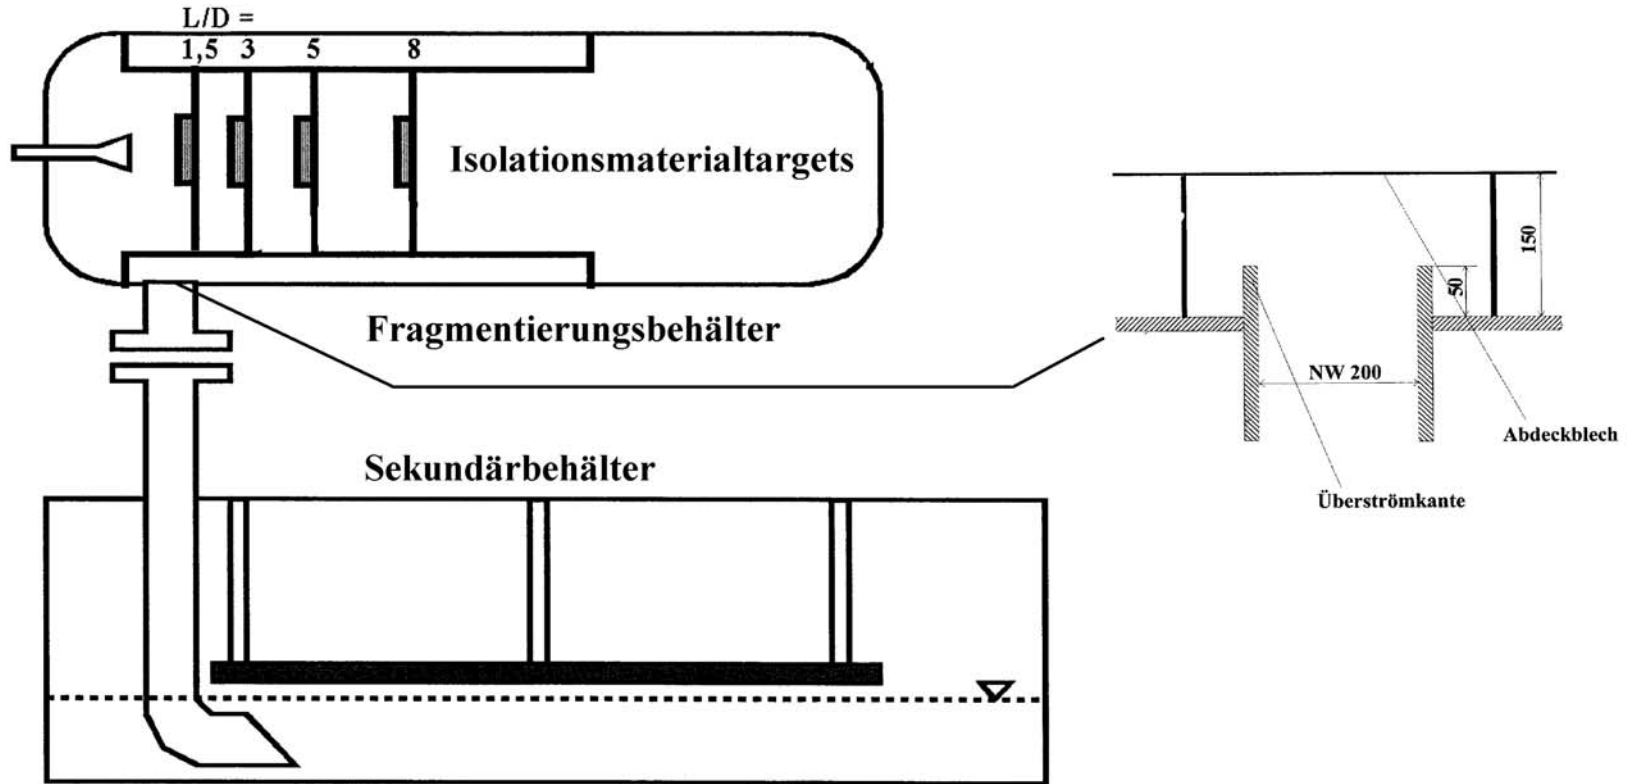 L/D =
1,5 3 5 8
Isolationsmaterialtargets
Fragmentierungsbehälter
Sekundärbehälter
150
50
NW 200
Abdeckblech
Überströmkante